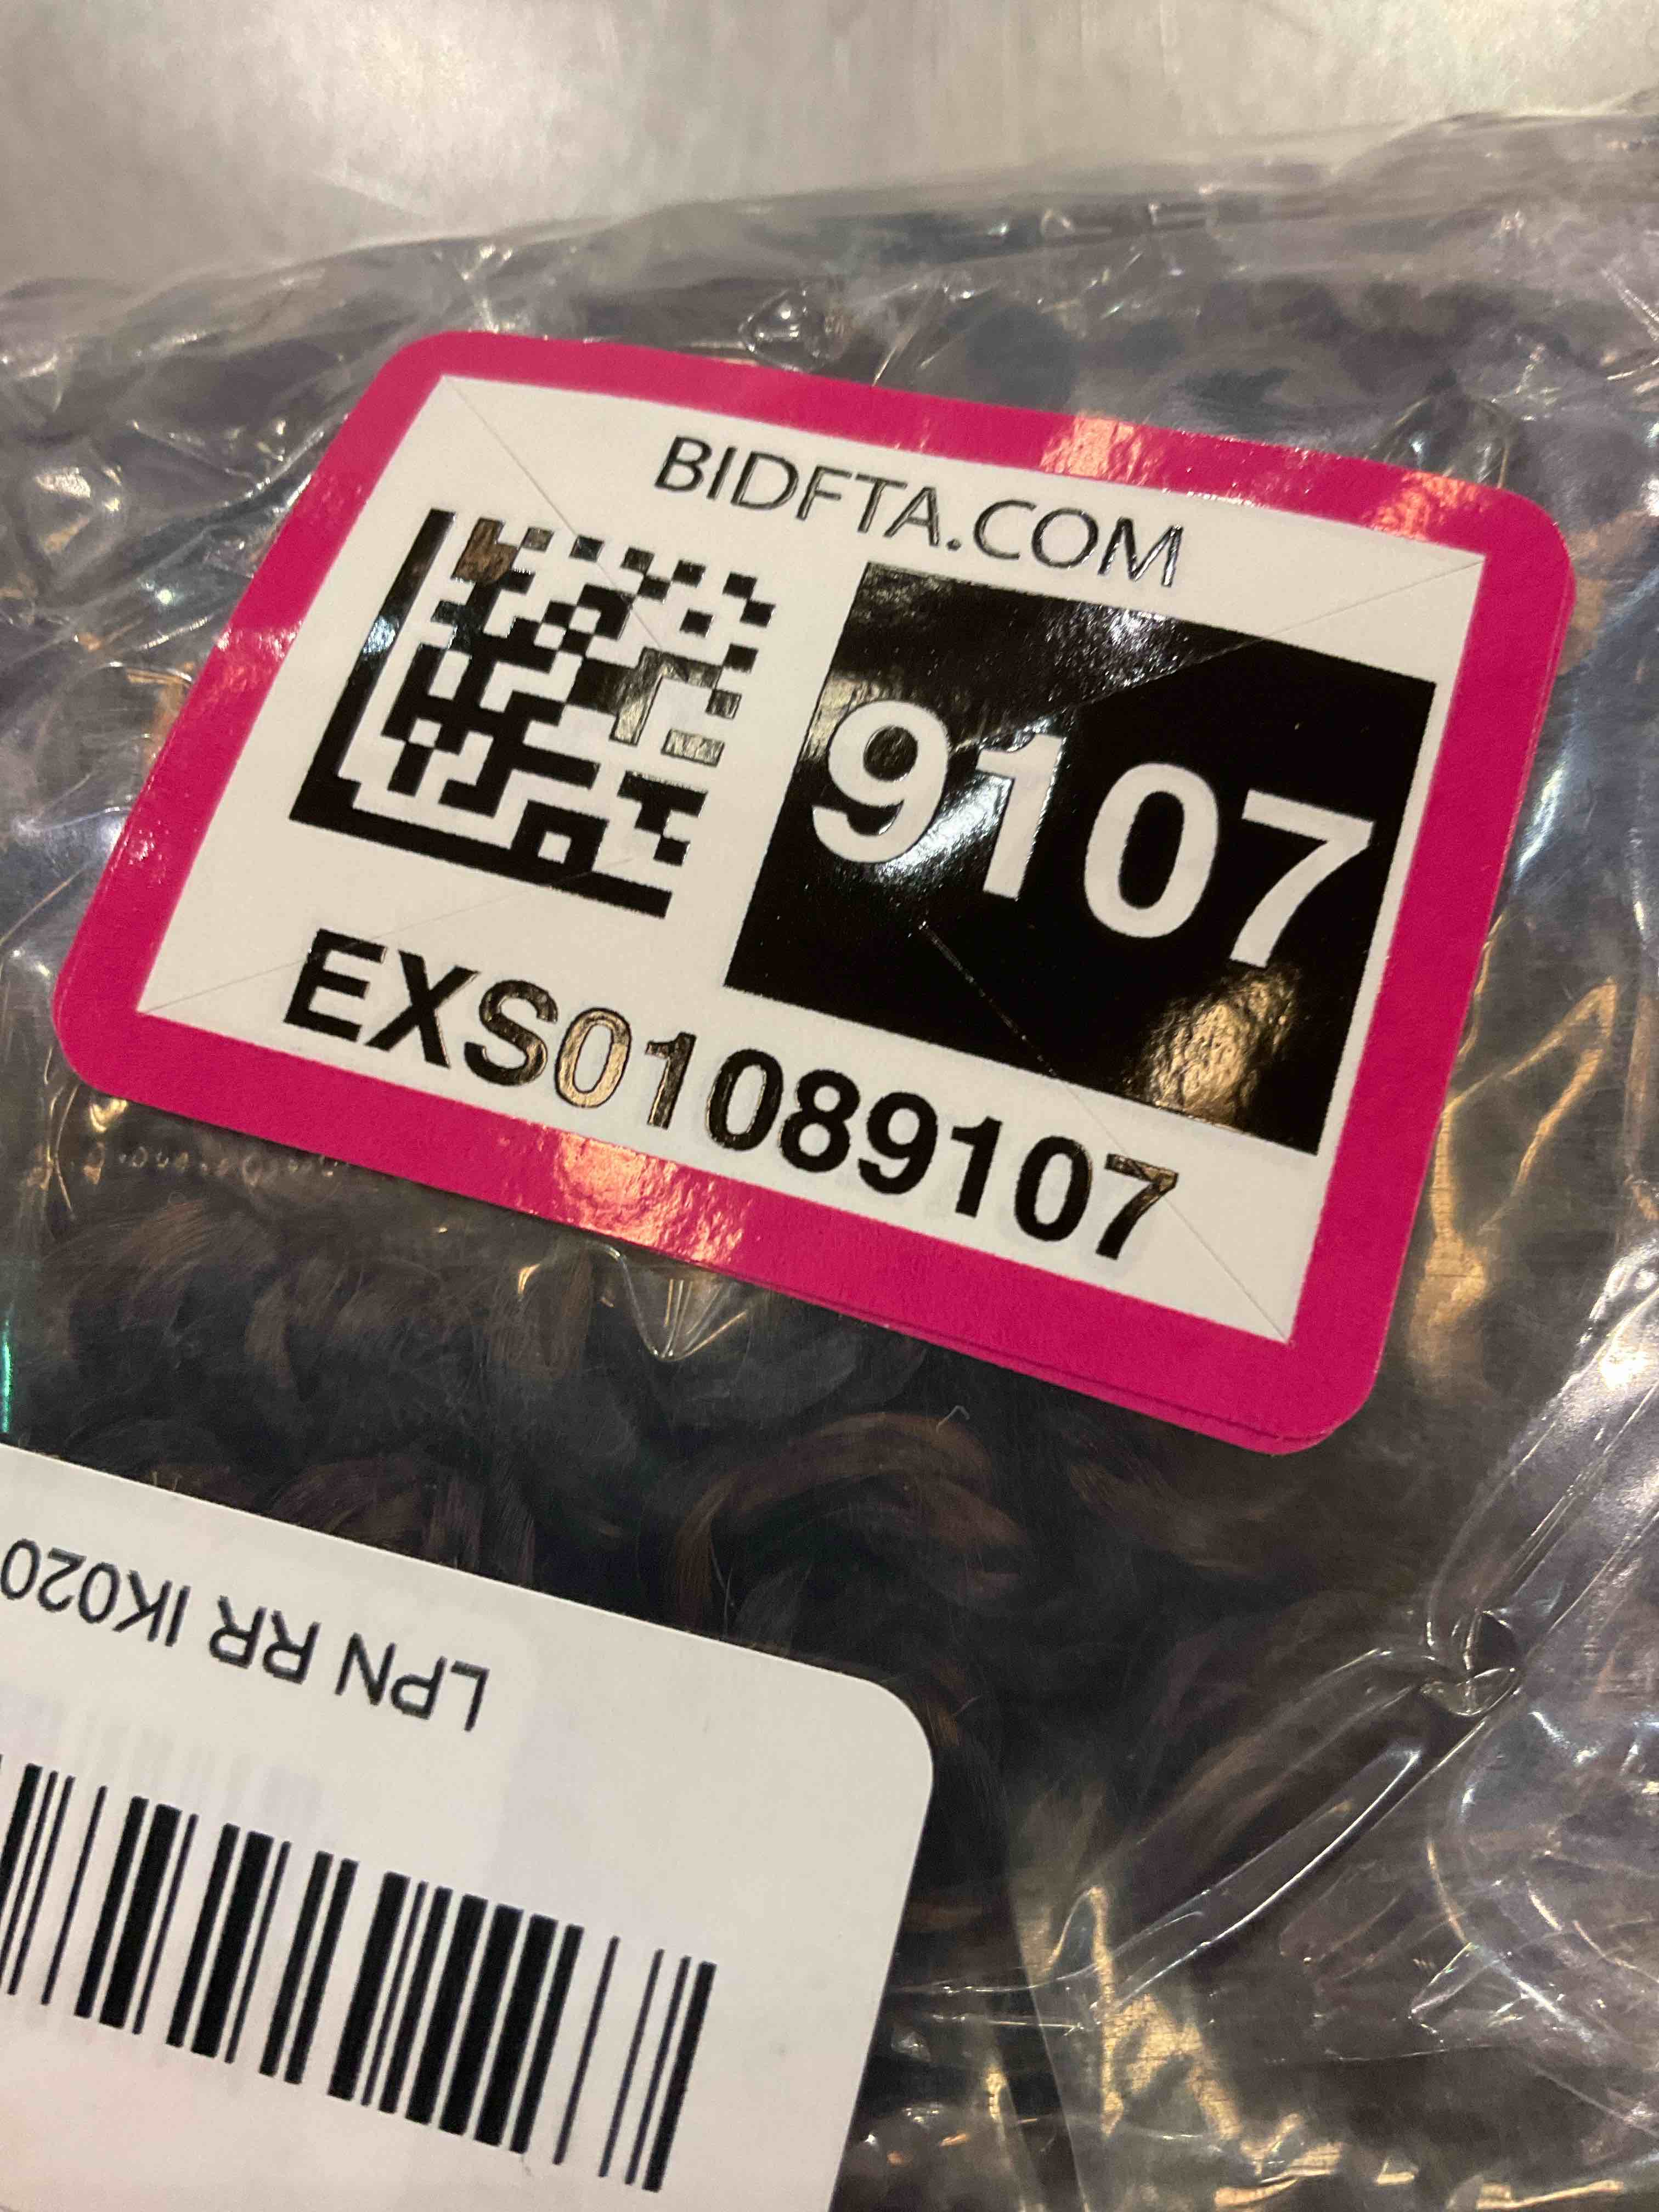 BIDFTA.COM
9107
EXS01089107
LPN RR IK020